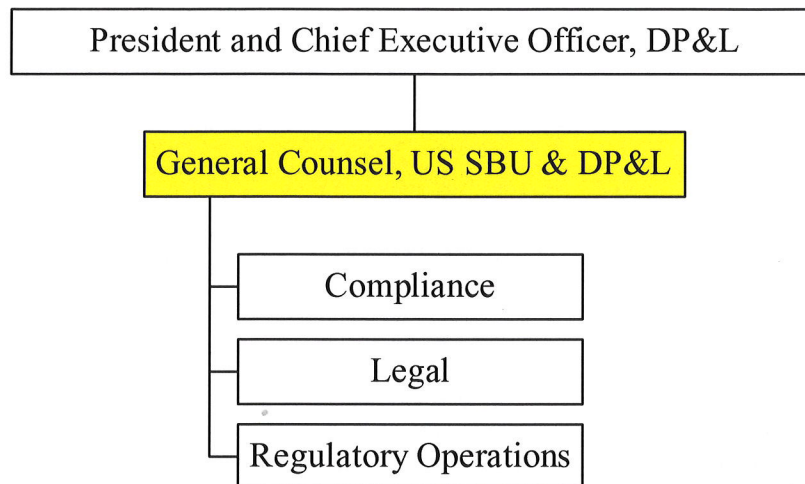 President and Chief Executive Officer, DP&L
General Counsel, US SBU & DP&L
Compliance
Legal
Regulatory Operations